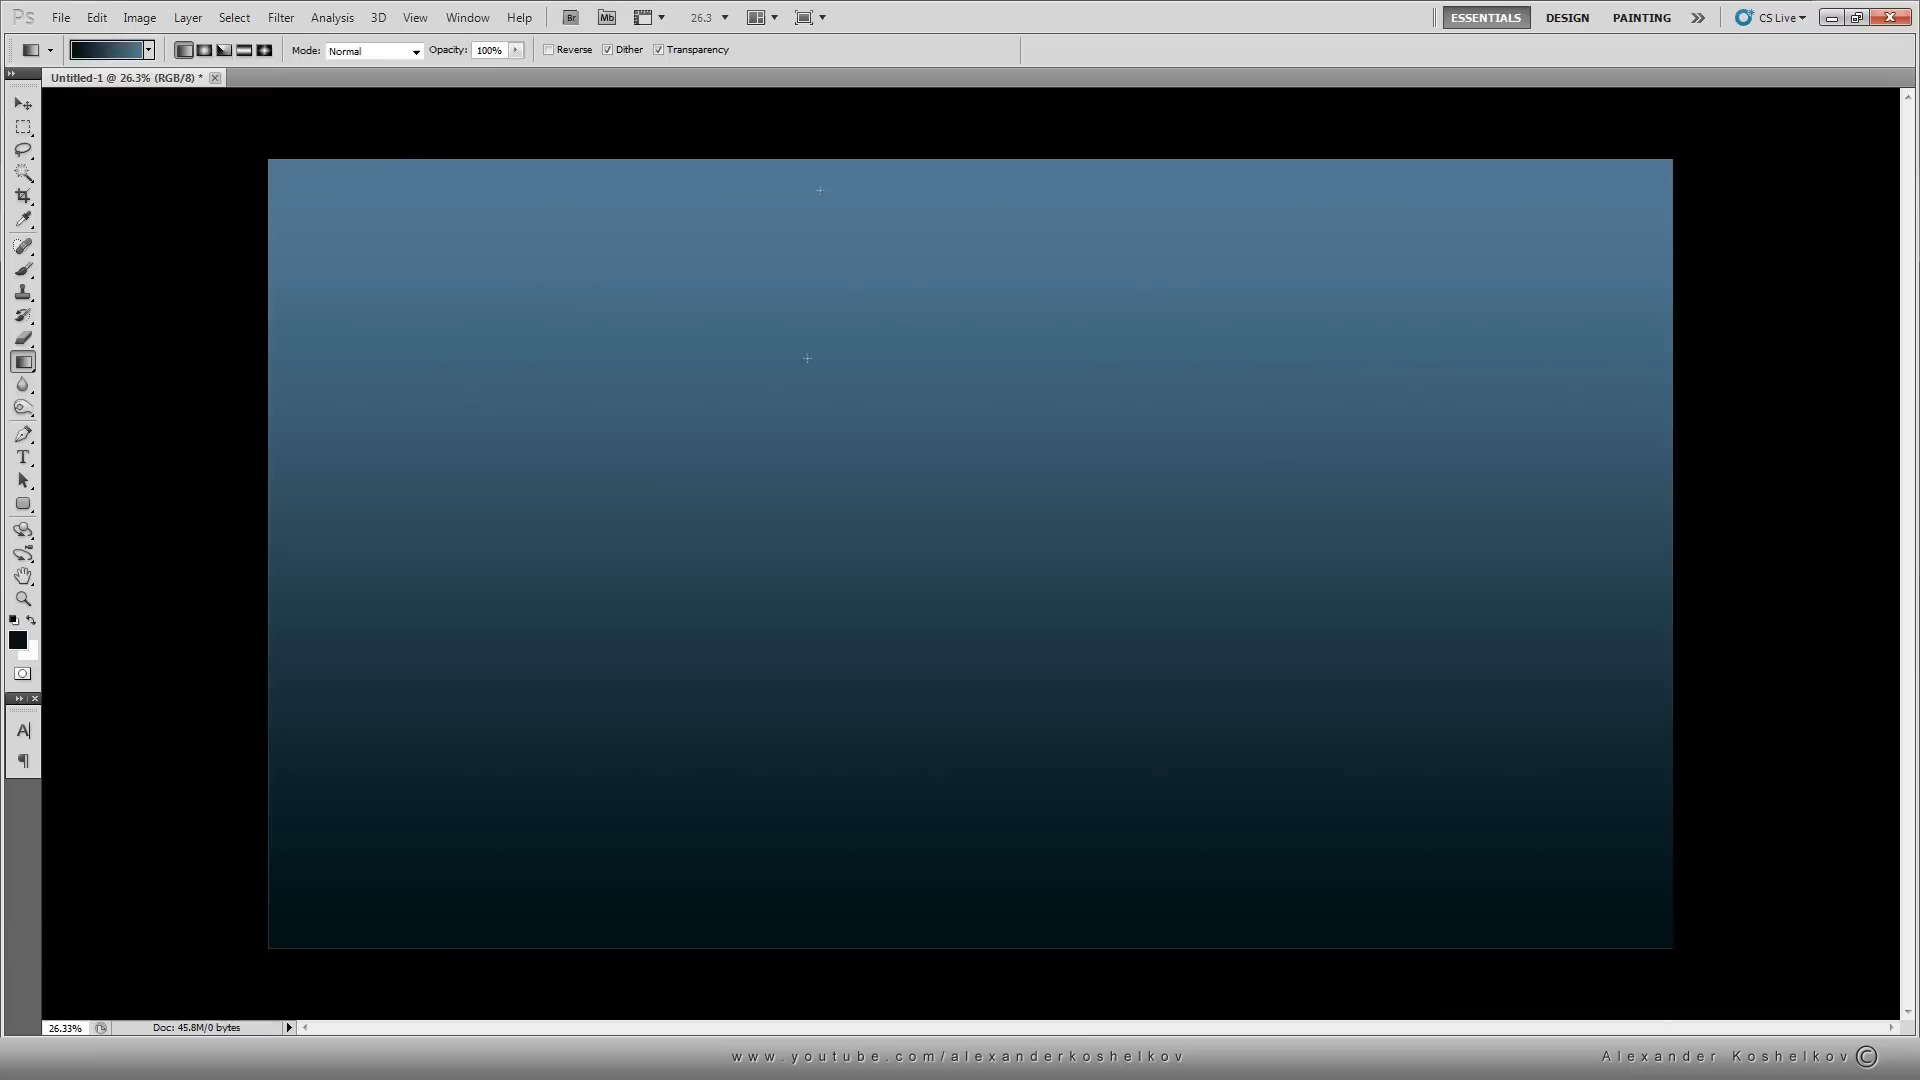 Ps File Edit Image Layer Select Filter Analysis 3D View Window Help Br Mb 26.3 ESSENTIALS DESIGN PAINTING CS Live
Mode: Normal Opacity: 100% Reverse Dither Transparency
Untitled-1 @ 26.3% (RGB/8) *
T
A
26.33% Doc: 45.8M/0 bytes
www.youtube.com/alexanderkoshelkov Alexander Koshelkov ©